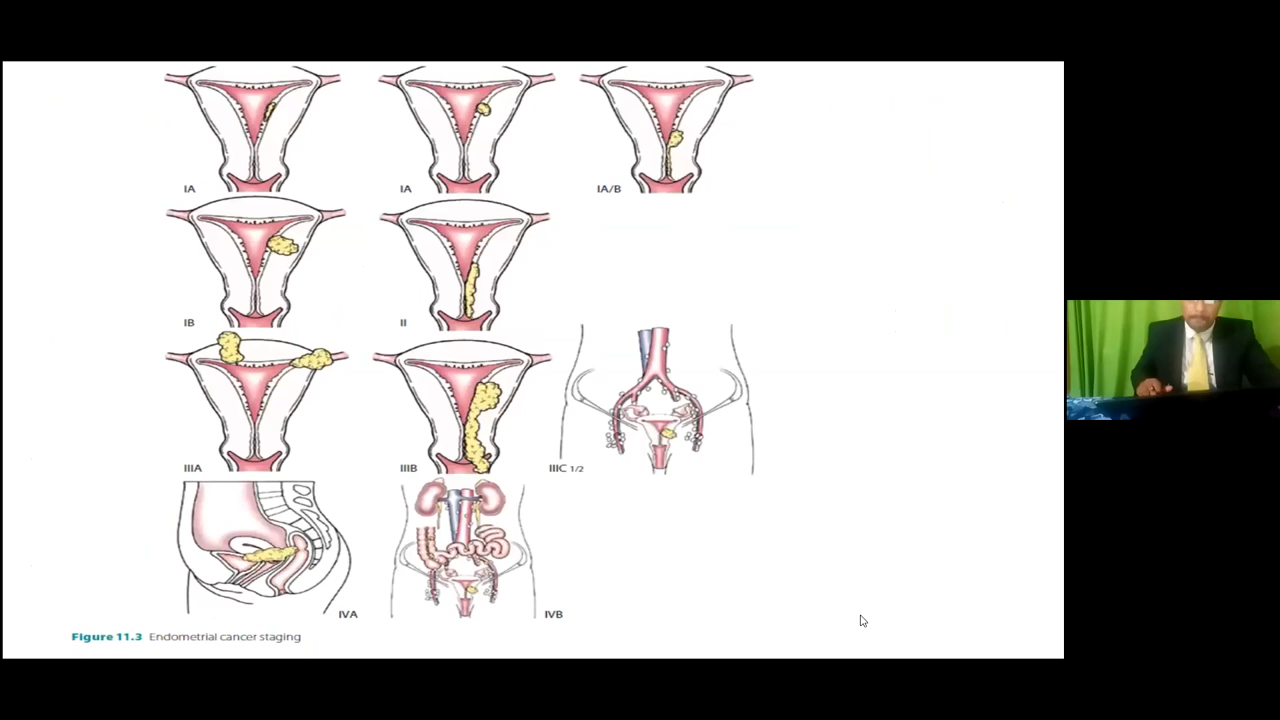 IA IA IA/B
IB II
IIIA IIIB IIIC 1/2
IVA IVB
Figure 11.3 Endometrial cancer staging